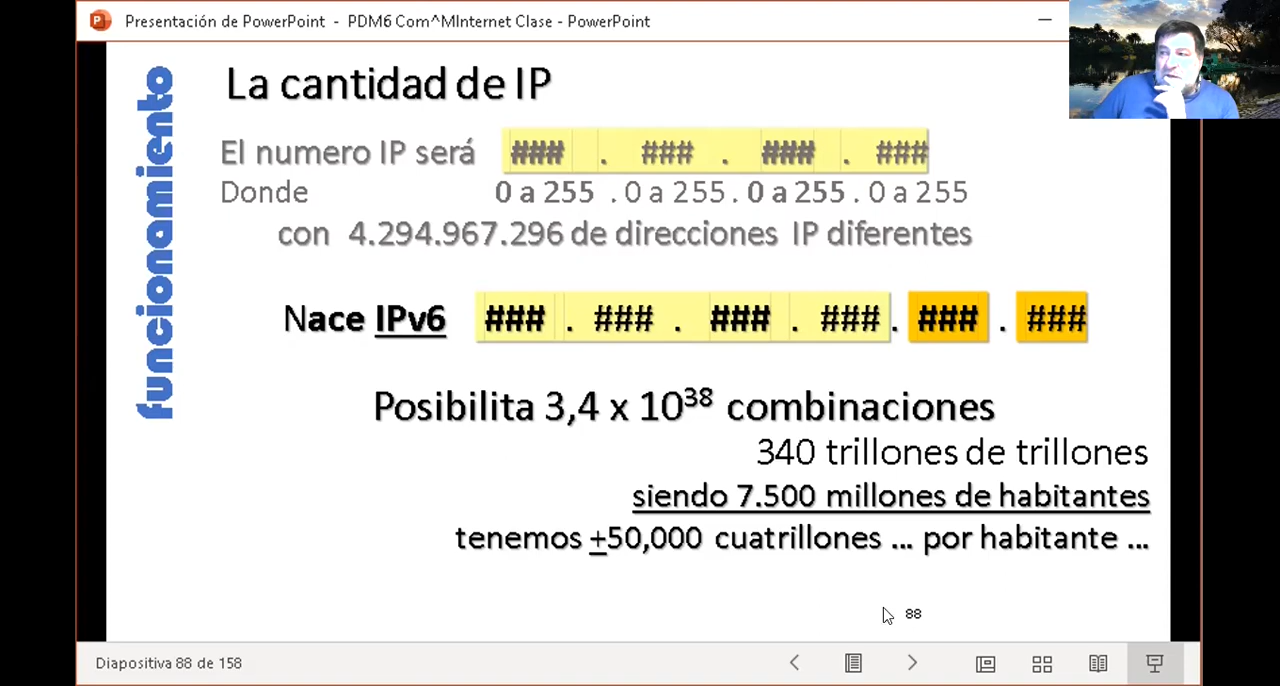 Presentación de PowerPoint - PDM6 Com^MInternet Clase - PowerPoint
funcionamiento
La cantidad de IP
El numero IP será ### . ### . ### . ###
Donde 0 a 255 . 0 a 255 . 0 a 255 . 0 a 255
con 4.294.967.296 de direcciones IP diferentes
Nace IPv6 ### . ### . ### . ### . ### . ###
Posibilita 3,4 x 10³⁸ combinaciones
340 trillones de trillones
siendo 7.500 millones de habitantes
tenemos ±50,000 cuatrillones ... por habitante ...
88
Diapositiva 88 de 158